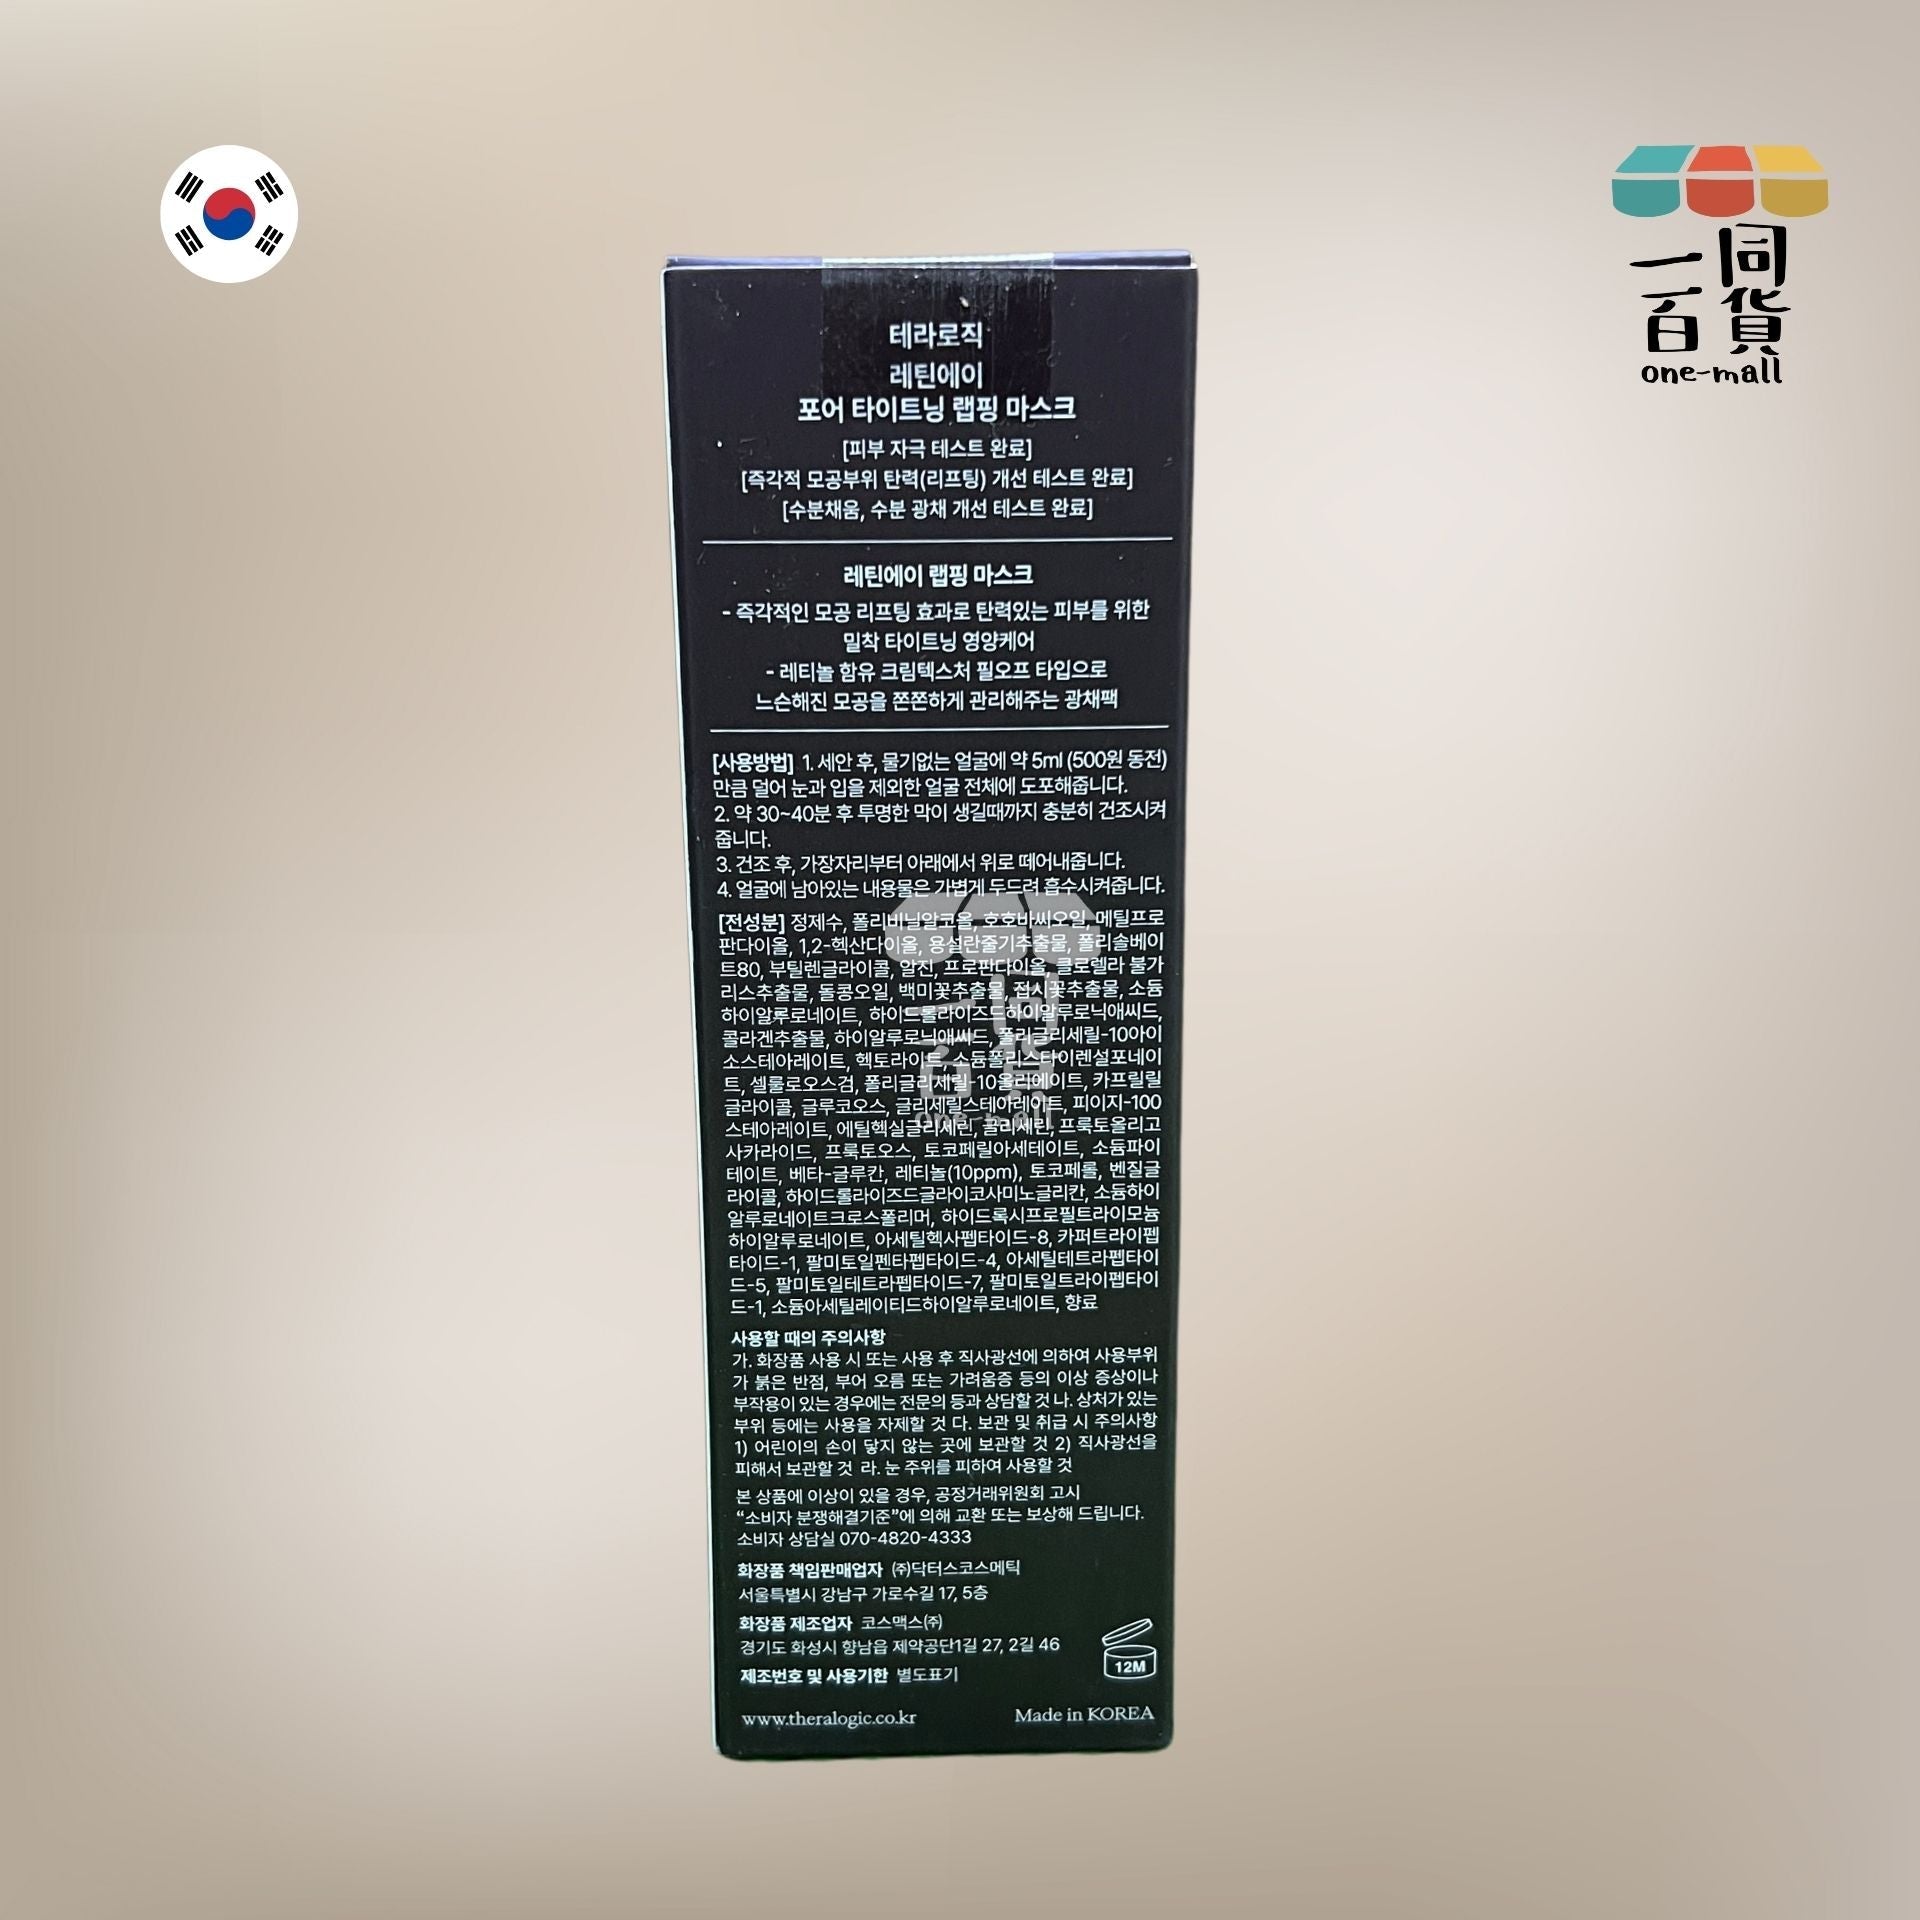 一同
百貨
one-mall
테라로직
레틴에이
포어 타이트닝 랩핑 마스크
[피부 자극 테스트 완료]
[즉각적 모공부위 탄력(리프팅) 개선 테스트 완료]
[수분채움, 수분 광채 개선 테스트 완료]
레틴에이 랩핑 마스크
- 즉각적인 모공 리프팅 효과로 탄력있는 피부를 위한
밀착 타이트닝 영양케어
- 레티놀 함유 크림텍스처 필오프 타입으로
느슨해진 모공을 쫀쫀하게 관리해주는 광채팩
[사용방법] 1. 세안 후, 물기없는 얼굴에 약 5ml (500원 동전)
만큼 덜어 눈과 입을 제외한 얼굴 전체에 도포해줍니다.
2. 약 30~40분 후 투명한 막이 생길때까지 충분히 건조시켜
줍니다.
3. 건조 후, 가장자리부터 아래에서 위로 떼어내줍니다.
4. 얼굴에 남아있는 내용물은 가볍게 두드려 흡수시켜줍니다.
[전성분] 정제수, 폴리비닐알코올, 호호바씨오일, 메틸프로
판다이올, 1,2-헥산다이올, 용설란줄기추출물, 폴리솔베이
트80, 부틸렌글라이콜, 알진, 프로판다이올, 클로렐라 불가
리스추출물, 돌콩오일, 백미꽃추출물, 접시꽃추출물, 소듐
하이알루로네이트, 하이드롤라이즈드하이알루로닉애씨드,
콜라겐추출물, 하이알루로닉애씨드, 폴리글리세릴-10아이
소스테아레이트, 헥토라이트, 소듐폴리스타이렌설포네이
트, 셀룰로오스검, 폴리글리세릴-10올리에이트, 카프릴릴
글라이콜, 글루코오스, 글리세릴스테아레이트, 피이지-100
스테아레이트, 에틸헥실글리세린, 글리세린, 프룩토올리고
사카라이드, 프룩토오스, 토코페릴아세테이트, 소듐파이
테이트, 베타-글루칸, 레티놀(10ppm), 토코페롤, 벤질글
라이콜, 하이드롤라이즈드글라이코사미노글리칸, 소듐하이
알루로네이트크로스폴리머, 하이드록시프로필트라이모늄
하이알루로네이트, 아세틸헥사펩타이드-8, 카퍼트라이펩
타이드-1, 팔미토일펜타펩타이드-4, 아세틸테트라펩타이
드-5, 팔미토일테트라펩타이드-7, 팔미토일트라이펩타이
드-1, 소듐아세틸레이티드하이알루로네이트, 향료
사용할 때의 주의사항
가. 화장품 사용 시 또는 사용 후 직사광선에 의하여 사용부위
가 붉은 반점, 부어 오름 또는 가려움증 등의 이상 증상이나
부작용이 있는 경우에는 전문의 등과 상담할 것 나. 상처가 있는
부위 등에는 사용을 자제할 것 다. 보관 및 취급 시 주의사항
1) 어린이의 손이 닿지 않는 곳에 보관할 것 2) 직사광선을
피해서 보관할 것 라. 눈 주위를 피하여 사용할 것
본 상품에 이상이 있을 경우, 공정거래위원회 고시
“소비자 분쟁해결기준”에 의해 교환 또는 보상해 드립니다.
소비자 상담실 070-4820-4333
화장품 책임판매업자 ㈜닥터스코스메틱
서울특별시 강남구 가로수길 17, 5층
화장품 제조업자 코스맥스㈜
경기도 화성시 향남읍 제약공단1길 27, 2길 46
12M
제조번호 및 사용기한 별도표기
www.theralogic.co.kr
Made in KOREA
一同
百貨
one-mall